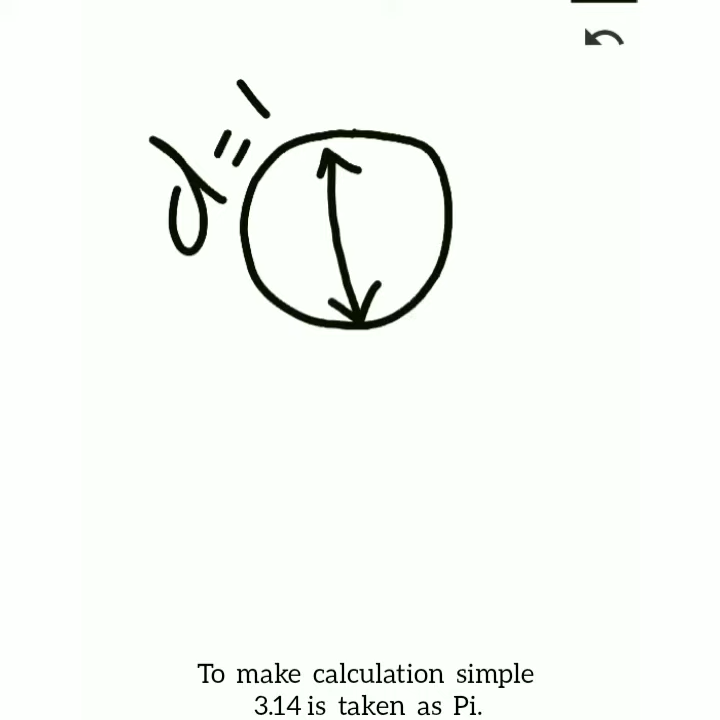 d=1
To make calculation simple
3.14 is taken as Pi.